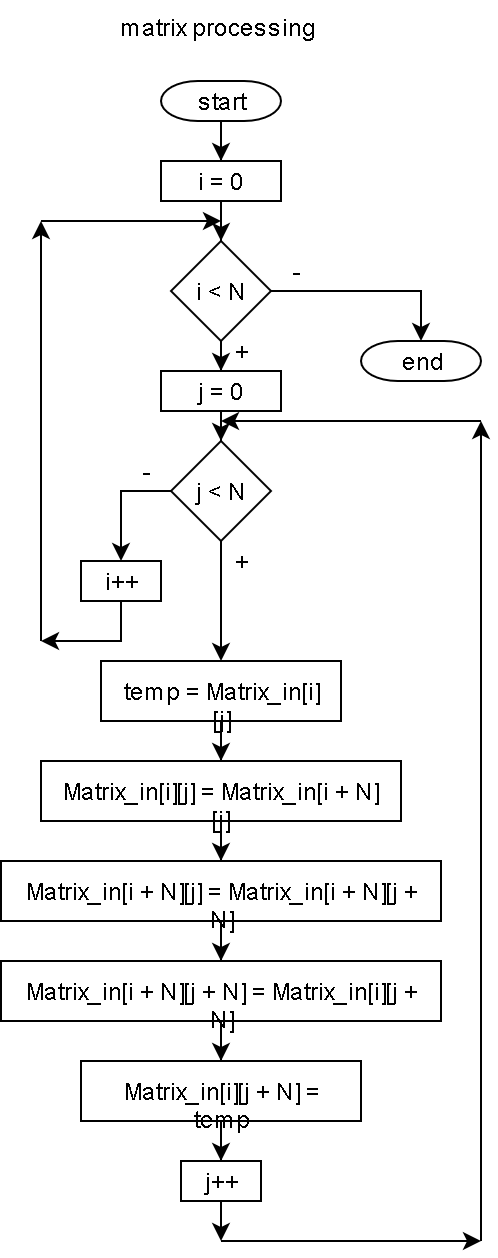 matrix processing
start
i = 0
i < N
-
end
+
j = 0
j < N
-
+
i++
temp = Matrix_in[i]
[j]
Matrix_in[i][j] = Matrix_in[i + N]
[j]
Matrix_in[i + N][j] = Matrix_in[i + N][j +
N]
Matrix_in[i + N][j + N] = Matrix_in[i][j +
N]
Matrix_in[i][j + N] =
temp
j++